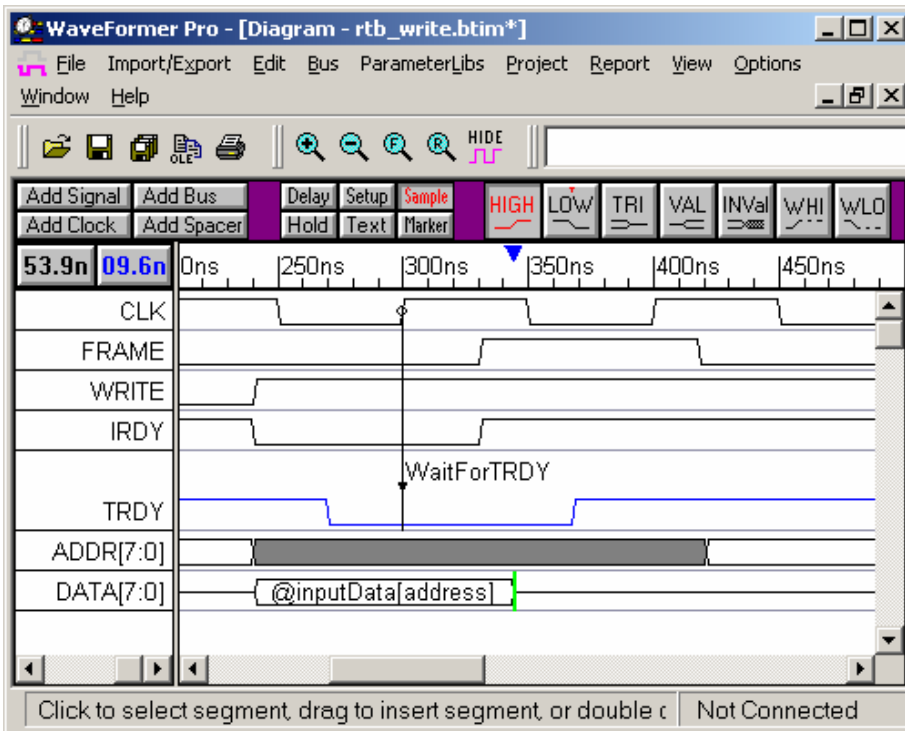 WaveFormer Pro - [Diagram - rtb_write.btim*]
File Import/Export Edit Bus ParameterLibs Project Report View Options
Window Help
OLE F R HIDE
Add Signal Add Bus Delay Setup Sample HIGH LOW TRI VAL INVal WHI WLO
Add Clock Add Spacer Hold Text Marker
53.9n 09.6n 0ns 250ns 300ns 350ns 400ns 450ns
CLK
FRAME
WRITE
IRDY
WaitForTRDY
TRDY
ADDR[7:0]
DATA[7:0] @inputData[address]
Click to select segment, drag to insert segment, or double c Not Connected